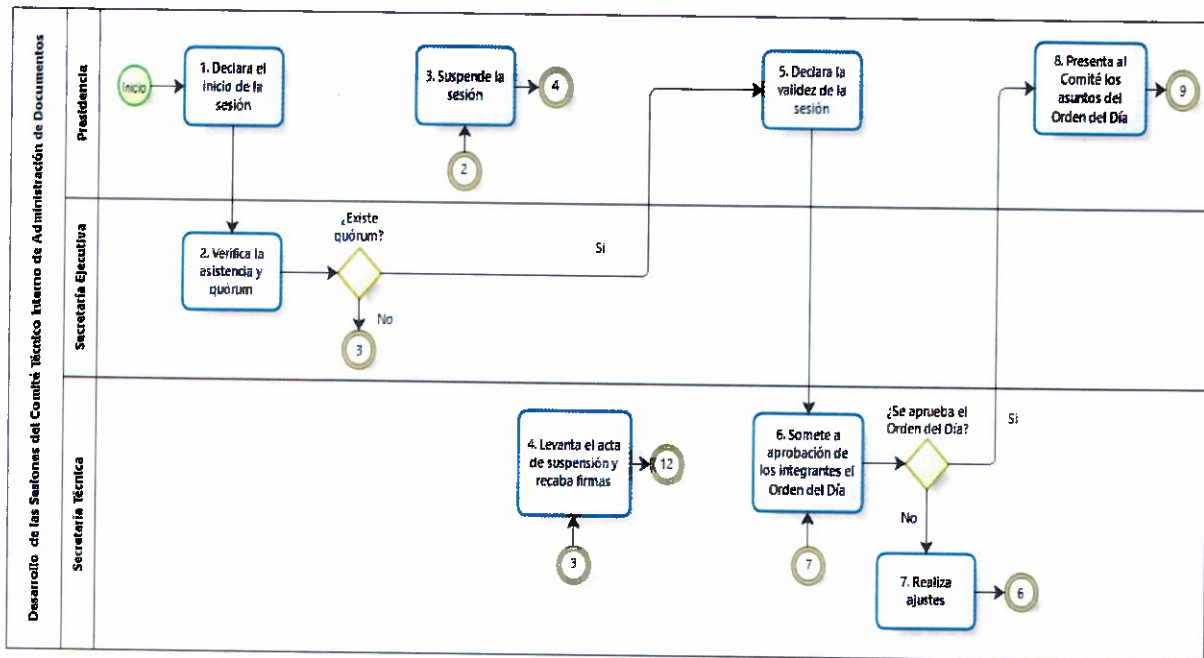 Desarrollo de las Sesiones del Comité Técnico Interno de Administración de Documentos
Presidencia
Inicio
1. Declara el
inicio de la
sesión
3. Suspende la
sesión
4
2
5. Declara la
validez de la
sesión
8. Presenta al
Comité los
asuntos del
Orden del Día
9
Secretaría Ejecutiva
2. Verifica la
asistencia y
quórum
¿Existe
quórum?
Si
No
3
Secretaría Técnica
4. Levanta el acta
de suspensión y
recaba firmas
12
3
6. Somete a
aprobación de
los integrantes el
Orden del Día
7
¿Se aprueba el
Orden del Día?
Si
No
7. Realiza
ajustes
6